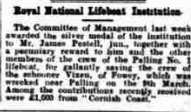 Royal National Lifeboat Institution.
The Committee of Management last week
awarded the silver medal of the institution
to Mr. James Pestell, jun., together with
a pecuniary reward to him and the other
members of the crew of the Palling No.
lifeboat, for gallantly saving the crew of
the schooner Vixen, of Fowey, which was
wrecked near Palling on the 9th March.
Among the contributions recently received
were £1,000 from "Cornish Coast,"